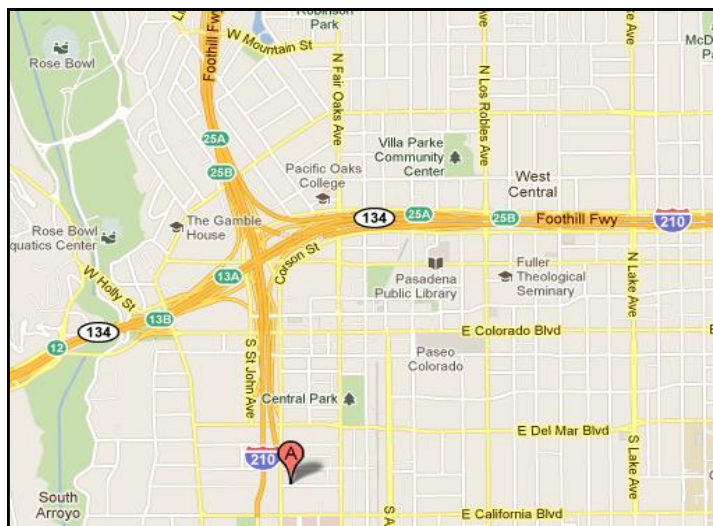 Robinson
Park
W Mountain St
Rose Bowl
Foothill Fwy
N Fair Oaks Ave
N Los Robles Ave
25A
Villa Parke
Community
Center
25B
Pacific Oaks
College
West
Central
134
25A
25B
Foothill Fwy
210
The Gamble
House
Rose Bowl
quatics Center
Corson St
13A
W Holly St
Pasadena
Public Library
Fuller
Theological
Seminary
N Lake Ave
134
13B
12
E Colorado Blvd
S St John Ave
Paseo
Colorado
Central Park
E Del Mar Blvd
S Lake Ave
210
A
South
Arroyo
E California Blvd